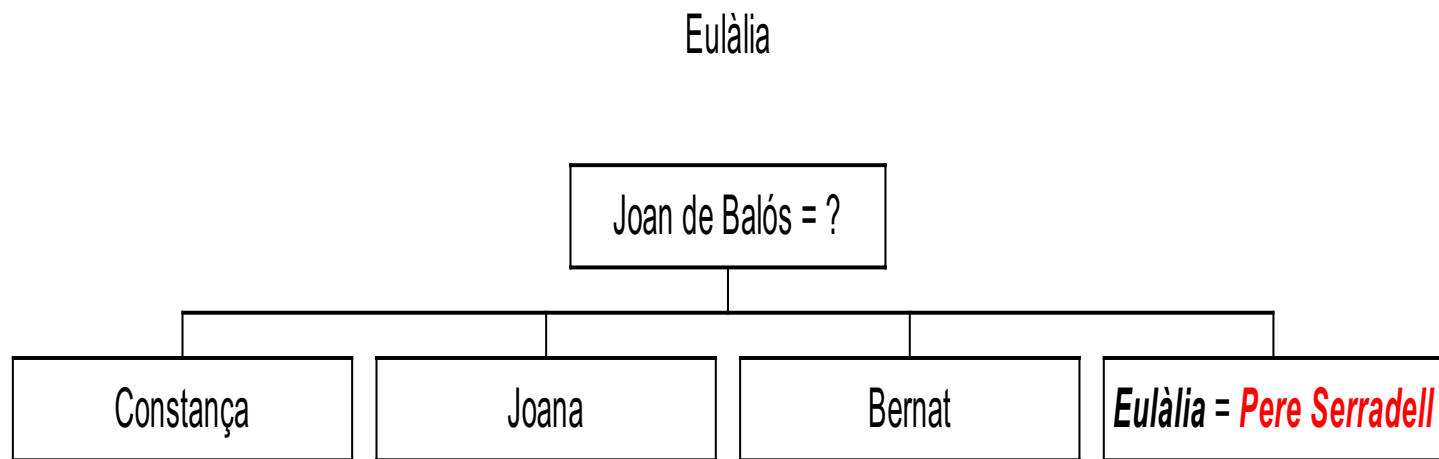 Eulàlia
Joan de Balós = ?
Constança
Joana
Bernat
Eulàlia = Pere Serradell